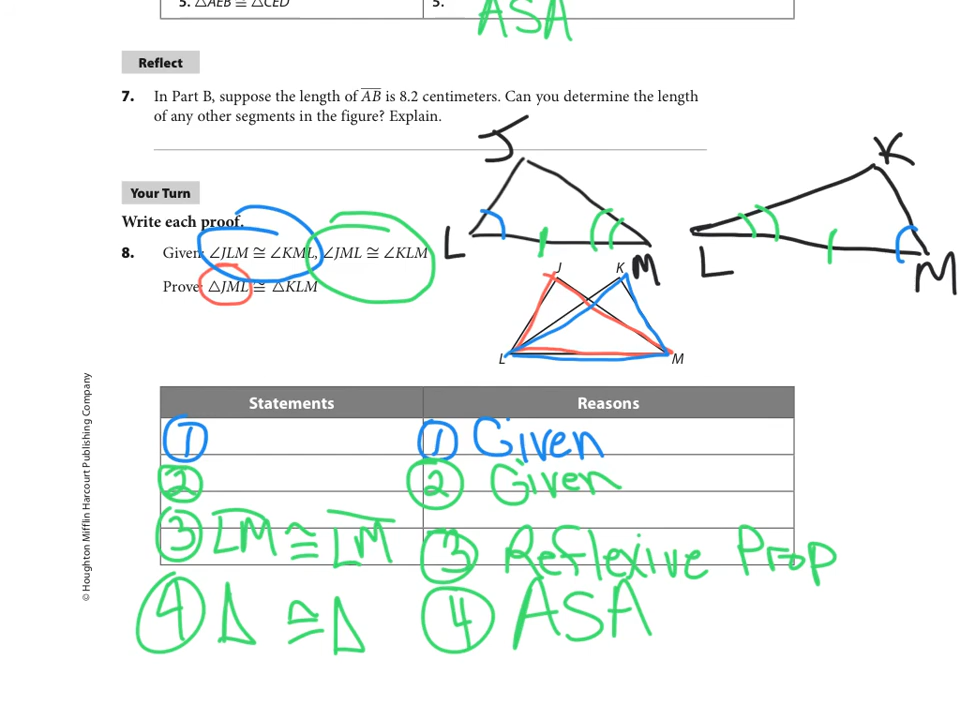 5. △AEB ≅ △CED
5.
ASA
Reflect
7. In Part B, suppose the length of A̅B̅ is 8.2 centimeters. Can you determine the length
of any other segments in the figure? Explain.
Your Turn
Write each proof.
8. Given: ∠JLM ≅ ∠KML, ∠JML ≅ ∠KLM
Prove: △JML ≅ △KLM
J
L
M
K
L
M
J
K
L
M
Statements
Reasons
①
① Given
②
② Given
③ L̅M̅ ≅ L̅M̅
③ Reflexive Prop
④ △ ≅ △
④ ASA
© Houghton Mifflin Harcourt Publishing Company